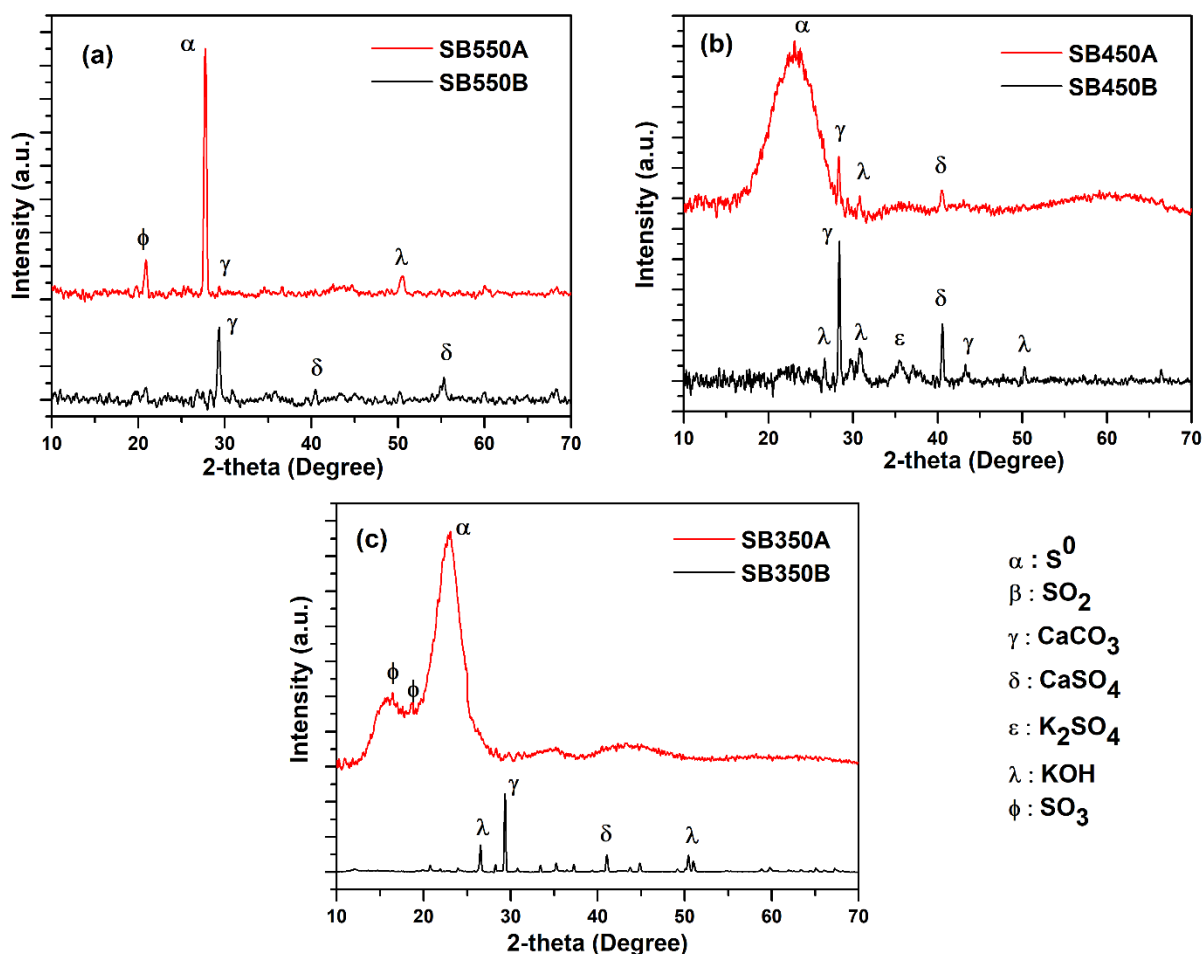 (a)
α
SB550A
SB550B
ϕ
γ
λ
γ
δ
δ
Intensity (a.u.)
10 20 30 40 50 60 70
2-theta (Degree)
(b)
α
SB450A
SB450B
γ
λ
δ
γ
λ
λ
ε
δ
γ
λ
Intensity (a.u.)
10 20 30 40 50 60 70
2-theta (Degree)
(c)
α
SB350A
SB350B
ϕ
ϕ
γ
λ
δ
λ
Intensity (a.u.)
10 20 30 40 50 60 70
2-theta (Degree)
α : S⁰
β : SO₂
γ : CaCO₃
δ : CaSO₄
ε : K₂SO₄
λ : KOH
ϕ : SO₃